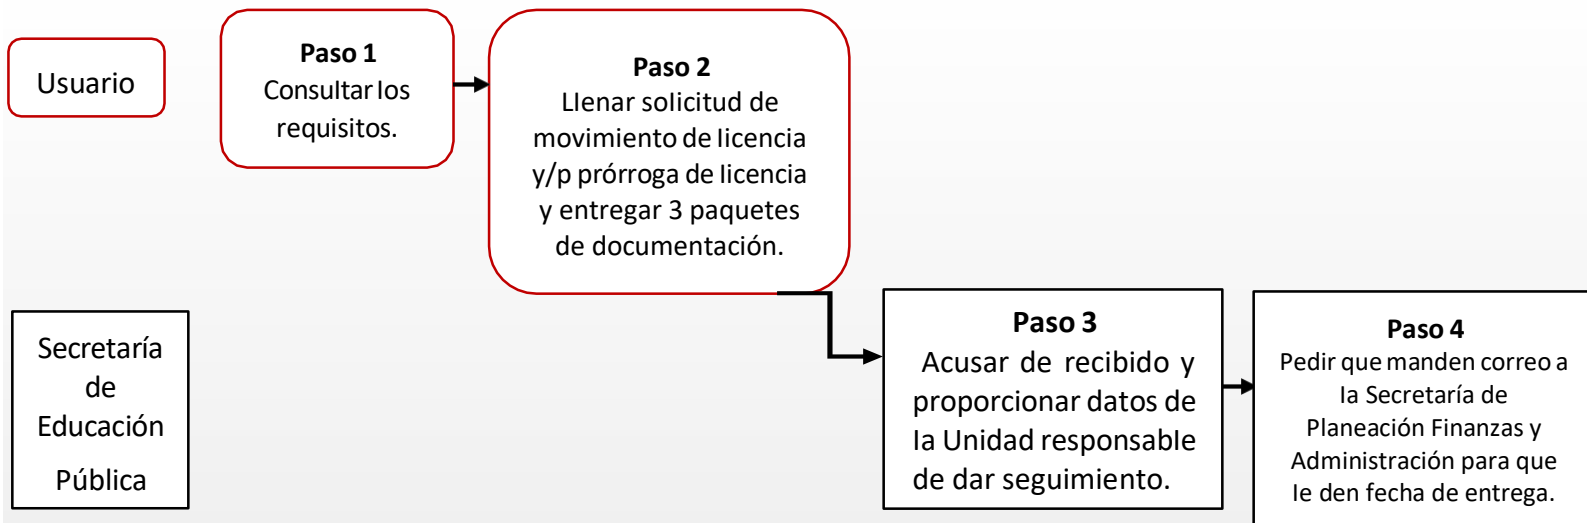 Usuario
Paso 1
Consultar los
requisitos.
Paso 2
Llenar solicitud de
movimiento de licencia
y/p prórroga de licencia
y entregar 3 paquetes
de documentación.
Secretaría
de
Educación
Pública
Paso 3
Acusar de recibido y
proporcionar datos de
la Unidad responsable
de dar seguimiento.
Paso 4
Pedir que manden correo a
la Secretaría de
Planeación Finanzas y
Administración para que
le den fecha de entrega.